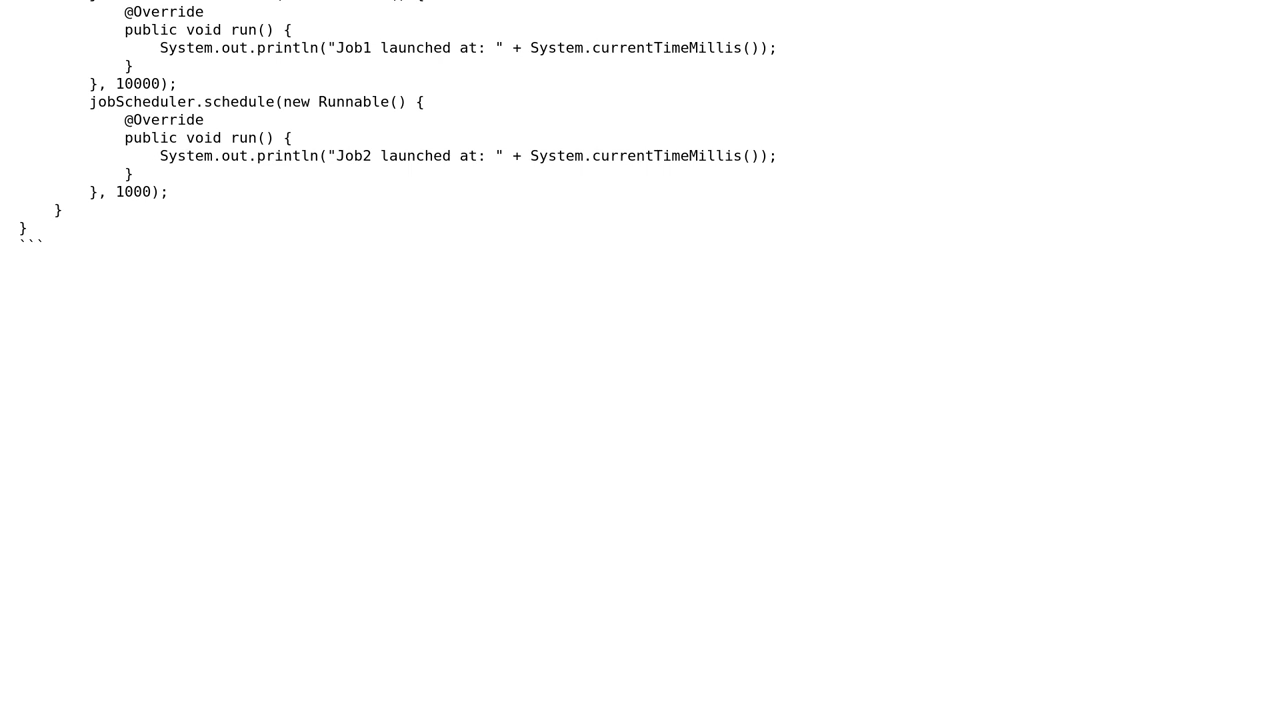 @Override
public void run() {
System.out.println("Job1 launched at: " + System.currentTimeMillis());
}
}, 10000);
jobScheduler.schedule(new Runnable() {
@Override
public void run() {
System.out.println("Job2 launched at: " + System.currentTimeMillis());
}
}, 1000);
}
}
```